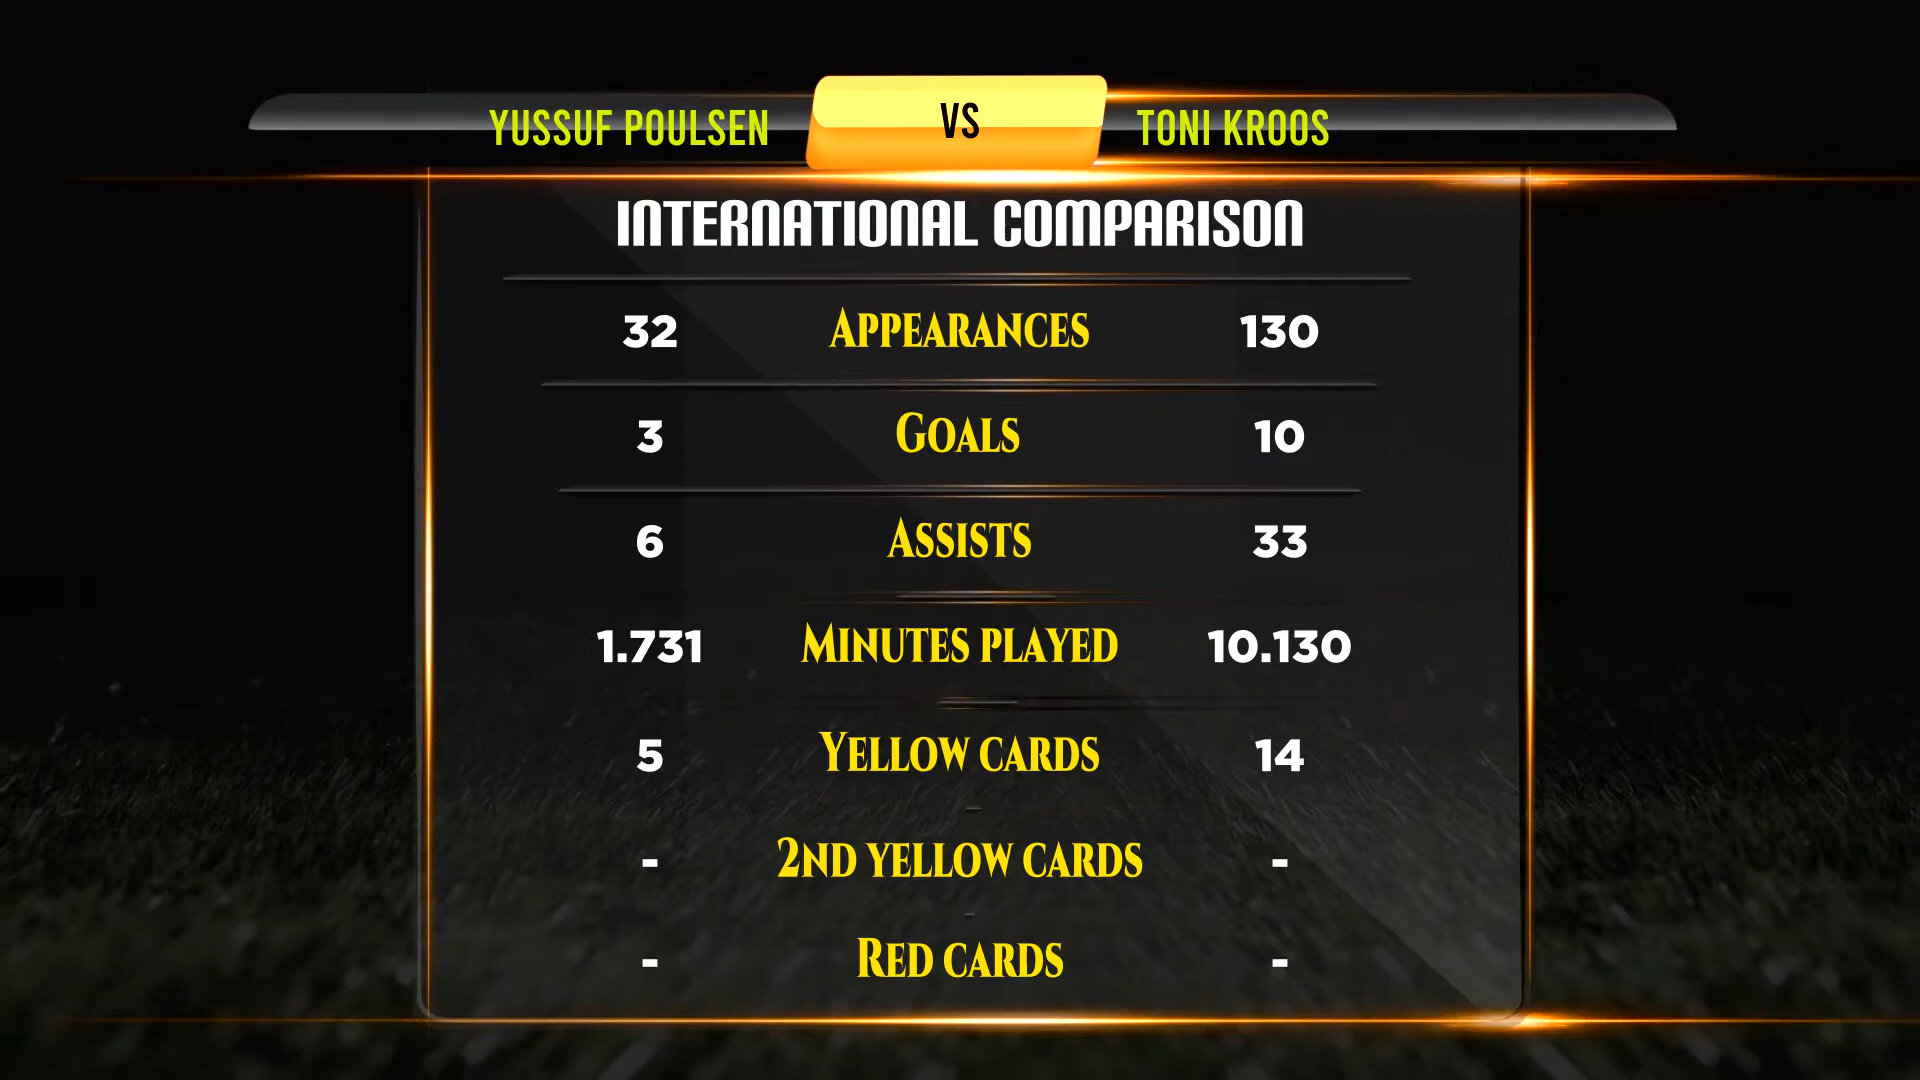 YUSSUF POULSEN VS TONI KROOS
INTERNATIONAL COMPARISON
32 APPEARANCES 130
3 GOALS 10
6 ASSISTS 33
1.731 MINUTES PLAYED 10.130
5 YELLOW CARDS 14
- 2ND YELLOW CARDS -
- RED CARDS -